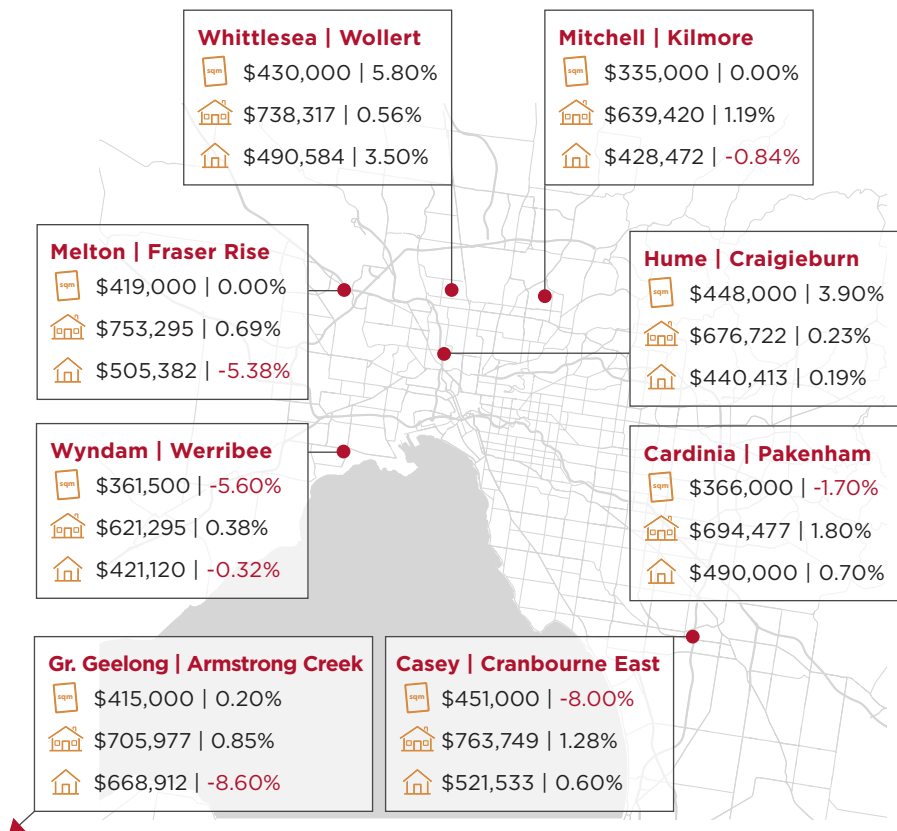 Whittlesea | Wollert
sqm $430,000 | 5.80%
$738,317 | 0.56%
$490,584 | 3.50%
Mitchell | Kilmore
sqm $335,000 | 0.00%
$639,420 | 1.19%
$428,472 | -0.84%
Melton | Fraser Rise
sqm $419,000 | 0.00%
$753,295 | 0.69%
$505,382 | -5.38%
Hume | Craigieburn
sqm $448,000 | 3.90%
$676,722 | 0.23%
$440,413 | 0.19%
Wyndam | Werribee
sqm $361,500 | -5.60%
$621,295 | 0.38%
$421,120 | -0.32%
Cardinia | Pakenham
sqm $366,000 | -1.70%
$694,477 | 1.80%
$490,000 | 0.70%
Gr. Geelong | Armstrong Creek
sqm $415,000 | 0.20%
$705,977 | 0.85%
$668,912 | -8.60%
Casey | Cranbourne East
sqm $451,000 | -8.00%
$763,749 | 1.28%
$521,533 | 0.60%